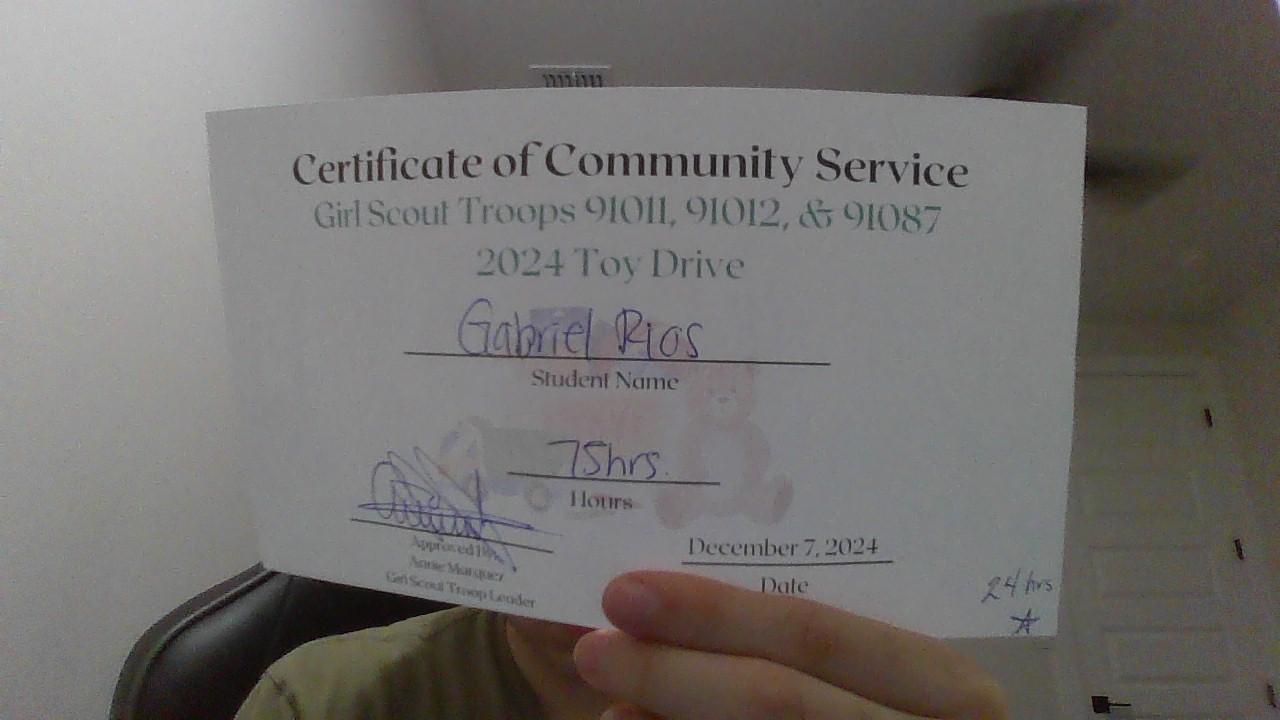 Certificate of Community Service
Girl Scout Troops 91011, 91012, & 91087
2024 Toy Drive
Gabriel Rios
Student Name
75hrs.
Hours
Approved By,
Annie Marquez
Girl Scout Troop Leader
December 7, 2024
Date
24 hrs